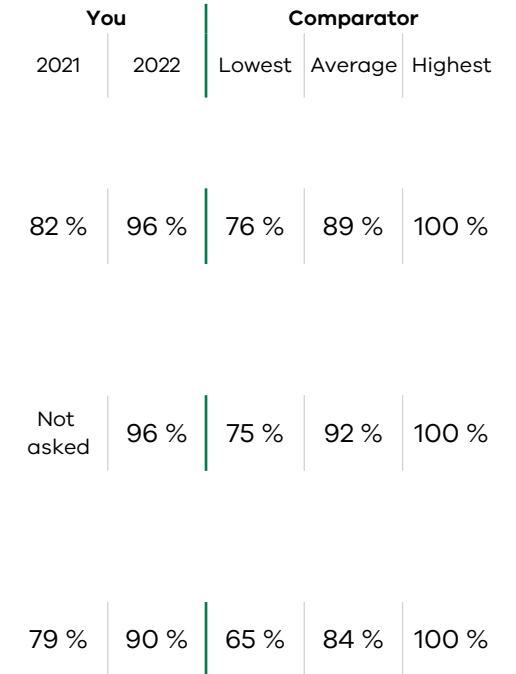 You Comparator
2021 2022 Lowest Average Highest
82 % 96 % 76 % 89 % 100 %
Not
asked 96 % 75 % 92 % 100 %
79 % 90 % 65 % 84 % 100 %